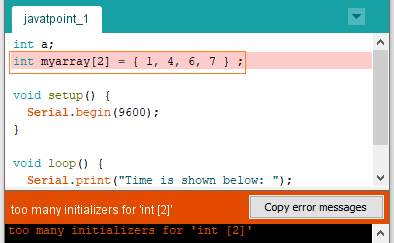 javatpoint_1
int a;
int myarray[2] = { 1, 4, 6, 7 } ;
void setup() {
Serial.begin(9600);
}
void loop() {
Serial.print("Time is shown below: ");
too many initializers for 'int [2]'
Copy error messages
too many initializers for 'int [2]'